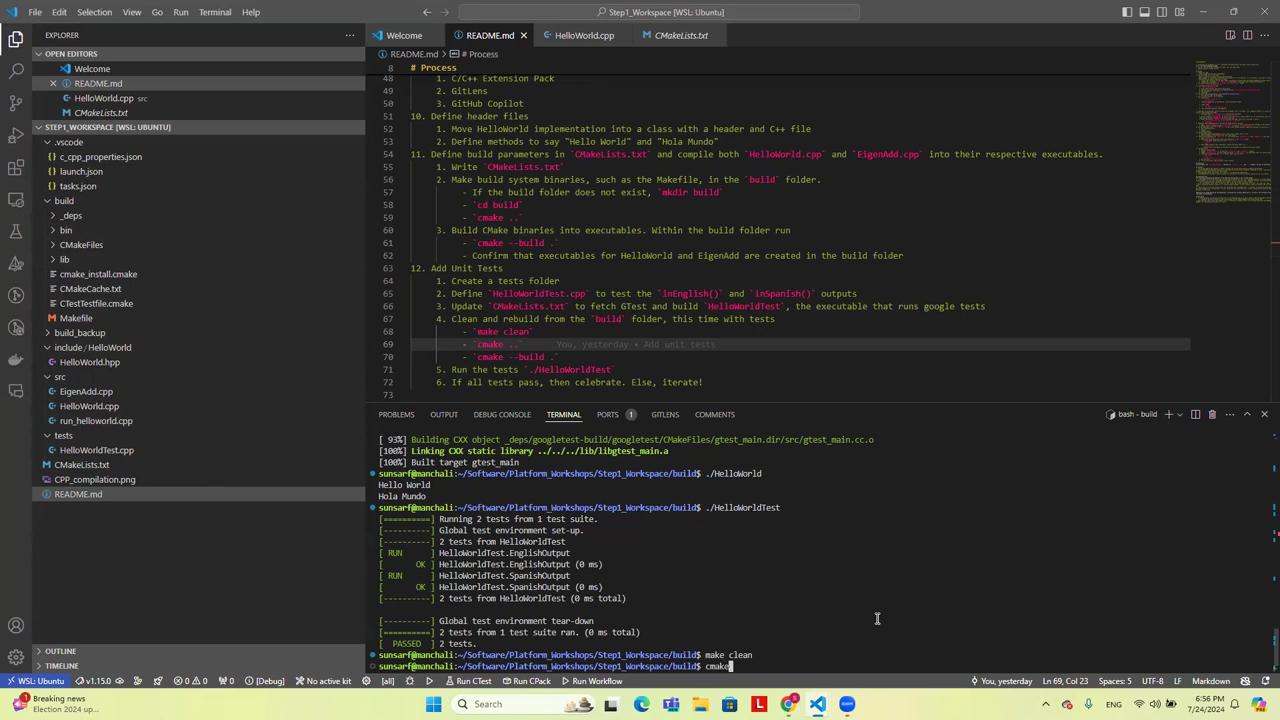 File Edit Selection View Go Run Terminal Help
Step1_Workspace [WSL: Ubuntu]
EXPLORER
OPEN EDITORS
Welcome
README.md
HelloWorld.cpp src
CMakeLists.txt
STEP1_WORKSPACE [WSL: UBUNTU]
.vscode
c_cpp_properties.json
launch.json
tasks.json
build
_deps
bin
CMakeFiles
lib
cmake_install.cmake
CMakeCache.txt
CTestTestfile.cmake
Makefile
build_backup
include/HelloWorld
HelloWorld.hpp
src
EigenAdd.cpp
HelloWorld.cpp
run_helloworld.cpp
tests
HelloWorldTest.cpp
CMakeLists.txt
CPP_compilation.png
README.md
OUTLINE
TIMELINE
Welcome README.md HelloWorld.cpp CMakeLists.txt
README.md > # Process
8 # Process
48 1. C/C++ Extension Pack
49 2. GitLens
50 3. GitHub Copilot
51 10. Define header files
52 1. Move HelloWorld implementation into a class with a header and C++ file
53 2. Define methods to say "Hello World" and "Hola Mundo"
54 11. Define build parameters in `CMakeLists.txt` and compile both `HelloWorld.cpp` and `EigenAdd.cpp` into their respective executables.
55 1. Write `CMakeLists.txt`
56 2. Make build system binaries, such as the Makefile, in the `build` folder.
57 - If the build folder does not exist, `mkdir build`
58 - `cd build`
59 - `cmake ..`
60 3. Build CMake binaries into executables. Within the build folder run
61 - `cmake --build .`
62 - Confirm that executables for HelloWorld and EigenAdd are created in the build folder
63 12. Add Unit Tests
64 1. Create a tests folder
65 2. Define `HelloWorldTest.cpp` to test the `inEnglish()` and `inSpanish()` outputs
66 3. Update `CMakeLists.txt` to fetch GTest and build `HelloWorldTest`, the executable that runs google tests
67 4. Clean and rebuild from the `build` folder, this time with tests
68 - `make clean`
69 - `cmake ..` You, yesterday • Add unit tests
70 - `cmake --build .`
71 5. Run the tests `./HelloWorldTest`
72 6. If all tests pass, then celebrate. Else, iterate!
73
PROBLEMS OUTPUT DEBUG CONSOLE TERMINAL PORTS 1 GITLENS COMMENTS bash - build
[ 93%] Building CXX object _deps/googletest-build/googletest/CMakeFiles/gtest_main.dir/src/gtest_main.cc.o
[100%] Linking CXX static library ../../../lib/libgtest_main.a
[100%] Built target gtest_main
sunsarf@manchali:~/Software/Platform_Workshops/Step1_Workspace/build$ ./HelloWorld
Hello World
Hola Mundo
sunsarf@manchali:~/Software/Platform_Workshops/Step1_Workspace/build$ ./HelloWorldTest
[==========] Running 2 tests from 1 test suite.
[----------] Global test environment set-up.
[----------] 2 tests from HelloWorldTest
[ RUN ] HelloWorldTest.EnglishOutput
[ OK ] HelloWorldTest.EnglishOutput (0 ms)
[ RUN ] HelloWorldTest.SpanishOutput
[ OK ] HelloWorldTest.SpanishOutput (0 ms)
[----------] 2 tests from HelloWorldTest (0 ms total)
[----------] Global test environment tear-down
[==========] 2 tests from 1 test suite ran. (0 ms total)
[ PASSED ] 2 tests.
sunsarf@manchali:~/Software/Platform_Workshops/Step1_Workspace/build$ make clean
sunsarf@manchali:~/Software/Platform_Workshops/Step1_Workspace/build$ cmake
WSL: Ubuntu v1.15.0 0 0 1 [Debug] No active kit Build [all] Run CTest Run CPack Run Workflow You, yesterday Ln 69, Col 23 Spaces: 5 UTF-8 LF Markdown
Breaking news
Election 2024 up...
Search
ENG
6:56 PM
7/24/2024